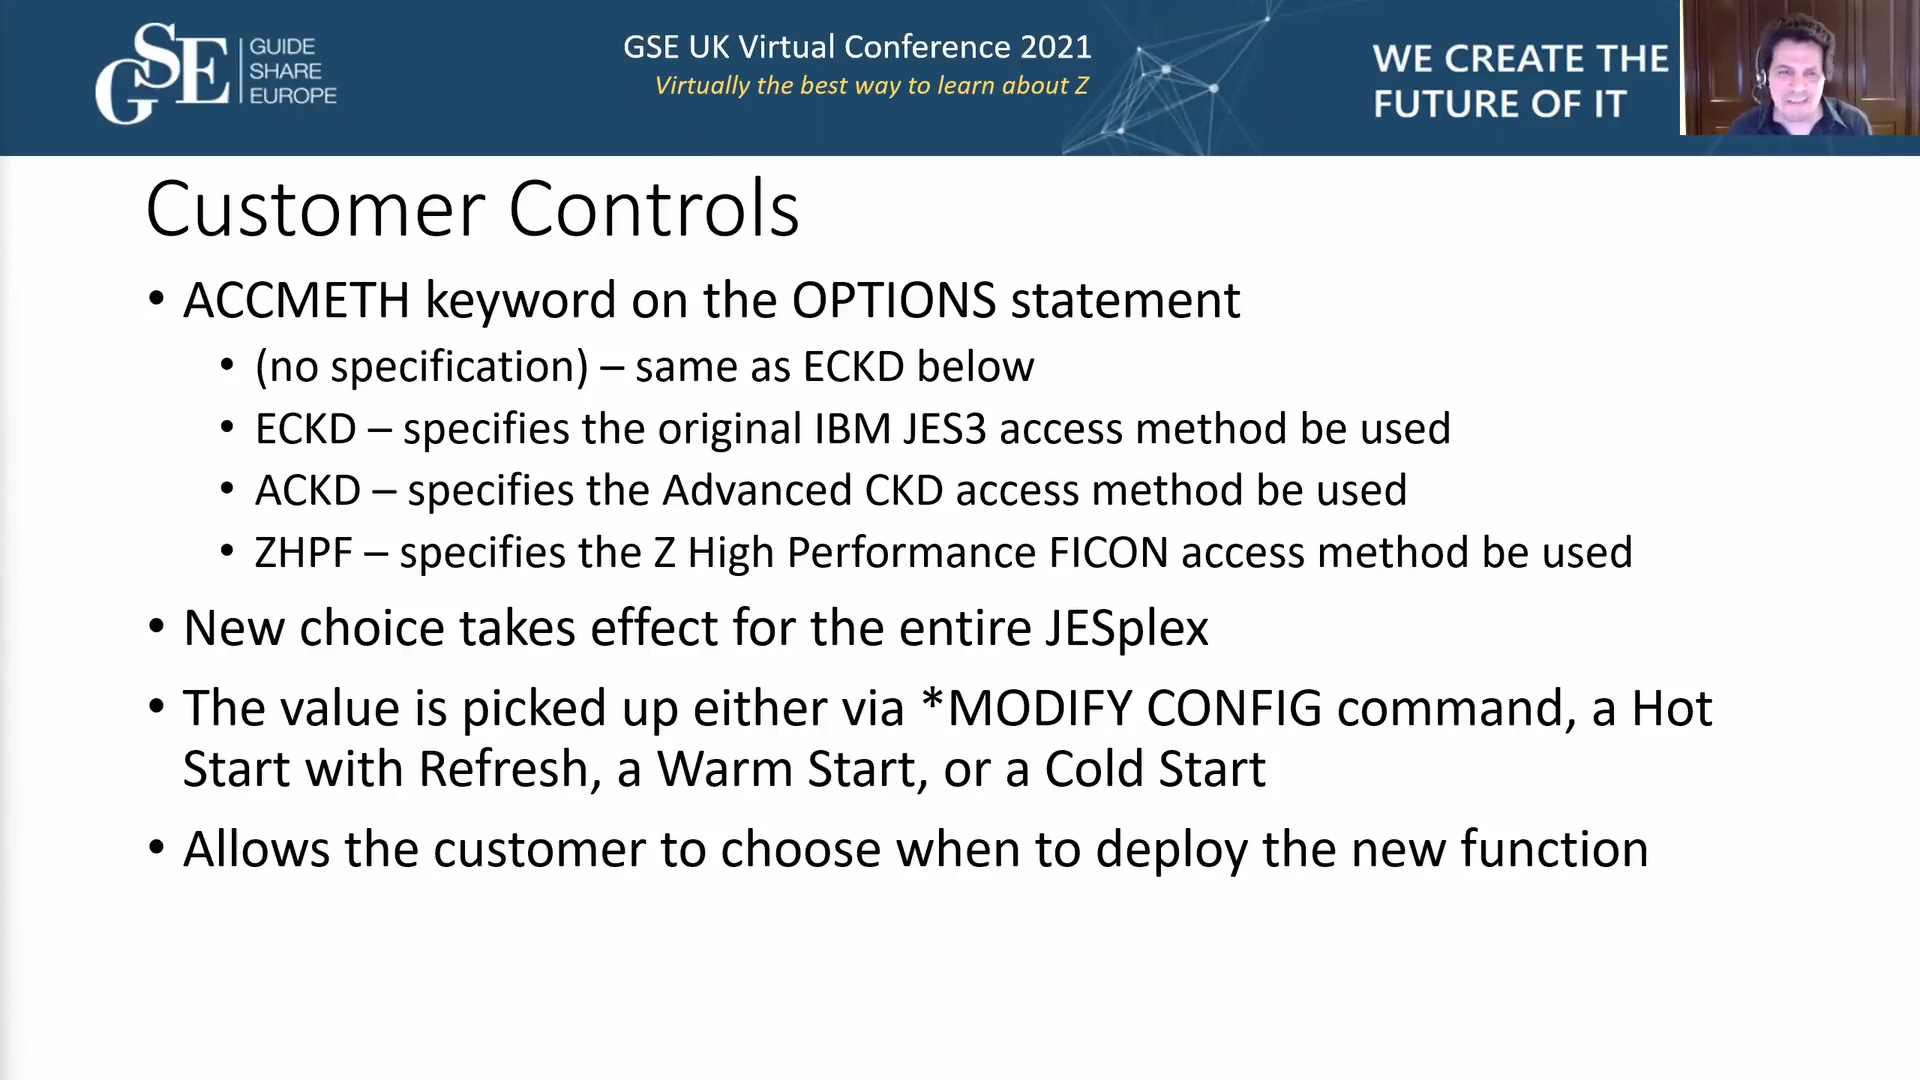 GSE
GUIDE
SHARE
EUROPE
GSE UK Virtual Conference 2021
Virtually the best way to learn about Z
WE CREATE THE
FUTURE OF IT
Customer Controls
• ACCMETH keyword on the OPTIONS statement
• (no specification) – same as ECKD below
• ECKD – specifies the original IBM JES3 access method be used
• ACKD – specifies the Advanced CKD access method be used
• ZHPF – specifies the Z High Performance FICON access method be used
• New choice takes effect for the entire JESplex
• The value is picked up either via *MODIFY CONFIG command, a Hot
Start with Refresh, a Warm Start, or a Cold Start
• Allows the customer to choose when to deploy the new function